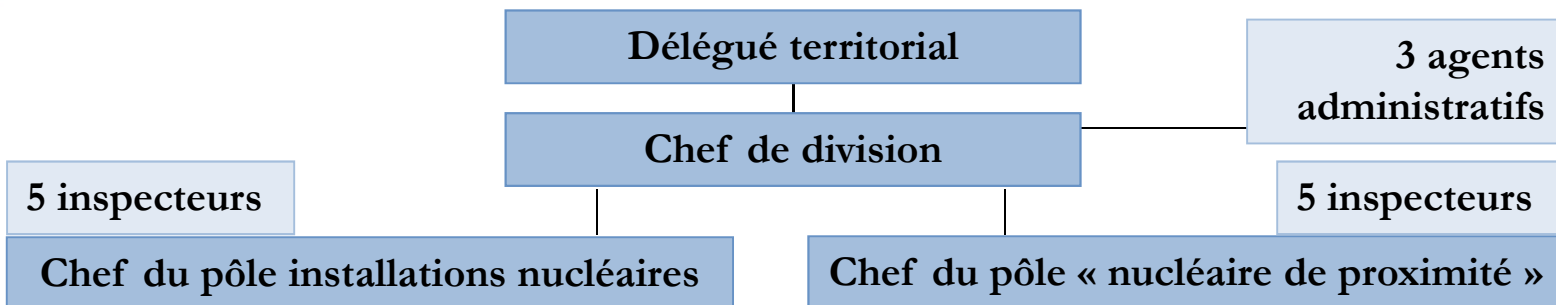 Délégué territorial
3 agents
administratifs
Chef de division
5 inspecteurs
5 inspecteurs
Chef du pôle installations nucléaires
Chef du pôle « nucléaire de proximité »